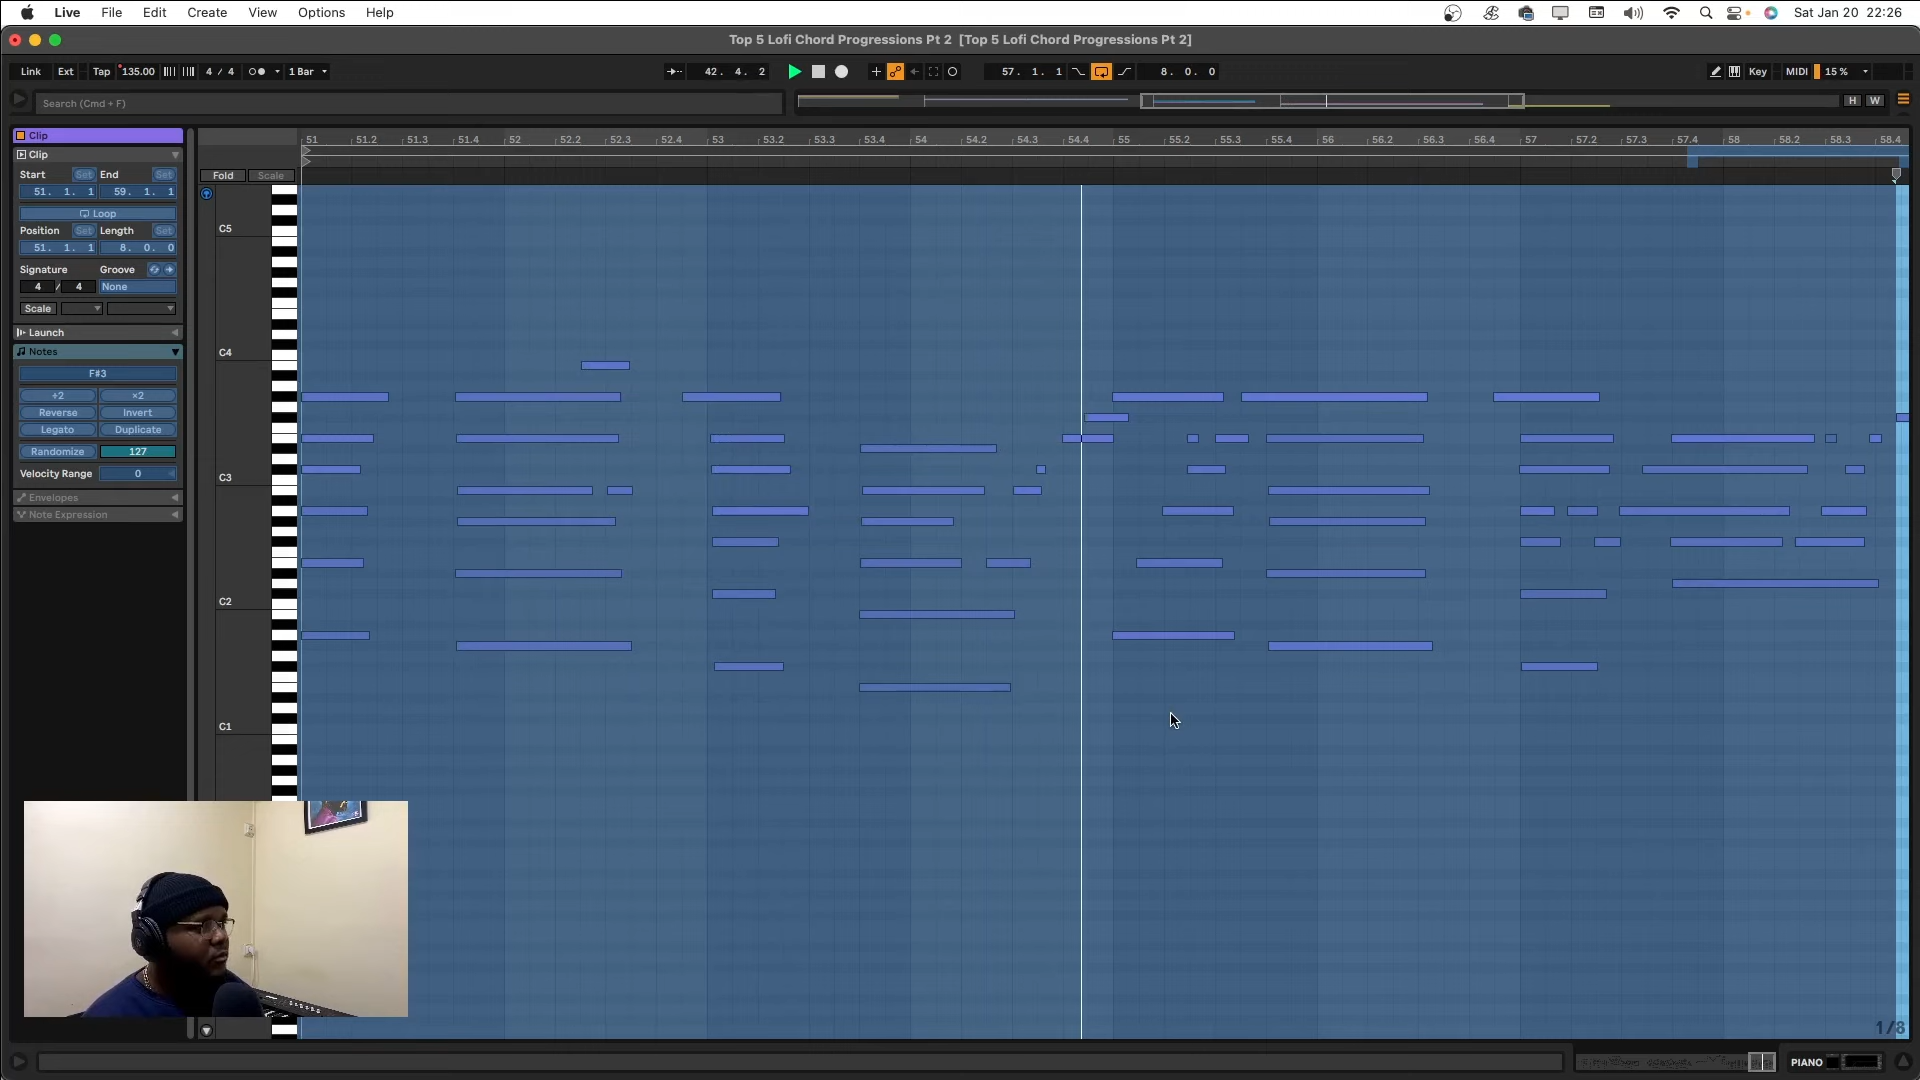 Live File Edit Create View Options Help Sat Jan 20 22:26
Top 5 Lofi Chord Progressions Pt 2 [Top 5 Lofi Chord Progressions Pt 2]
Link Ext Tap 135.00 4 / 4 1 Bar 42. 4. 2 57. 1. 1 8. 0. 0 Key MIDI 15 %
Search (Cmd + F) H W
Clip
51 51.2 51.3 51.4 52 52.2 52.3 52.4 53 53.2 53.3 53.4 54 54.2 54.3 54.4 55 55.2 55.3 55.4 56 56.2 56.3 56.4 57 57.2 57.3 57.4 58 58.2 58.3 58.4
Clip
Start Set End Set
Fold Scale
51. 1. 1 59. 1. 1
Loop
Position Set Length Set
51. 1. 1 8. 0. 0
Signature Groove
4 / 4 None
Scale
Launch
Notes
F#3
÷2 ×2
Reverse Invert
Legato Duplicate
Randomize 127
Velocity Range 0
Envelopes
Note Expression
C5
C4
C3
C2
C1
1/8
PIANO